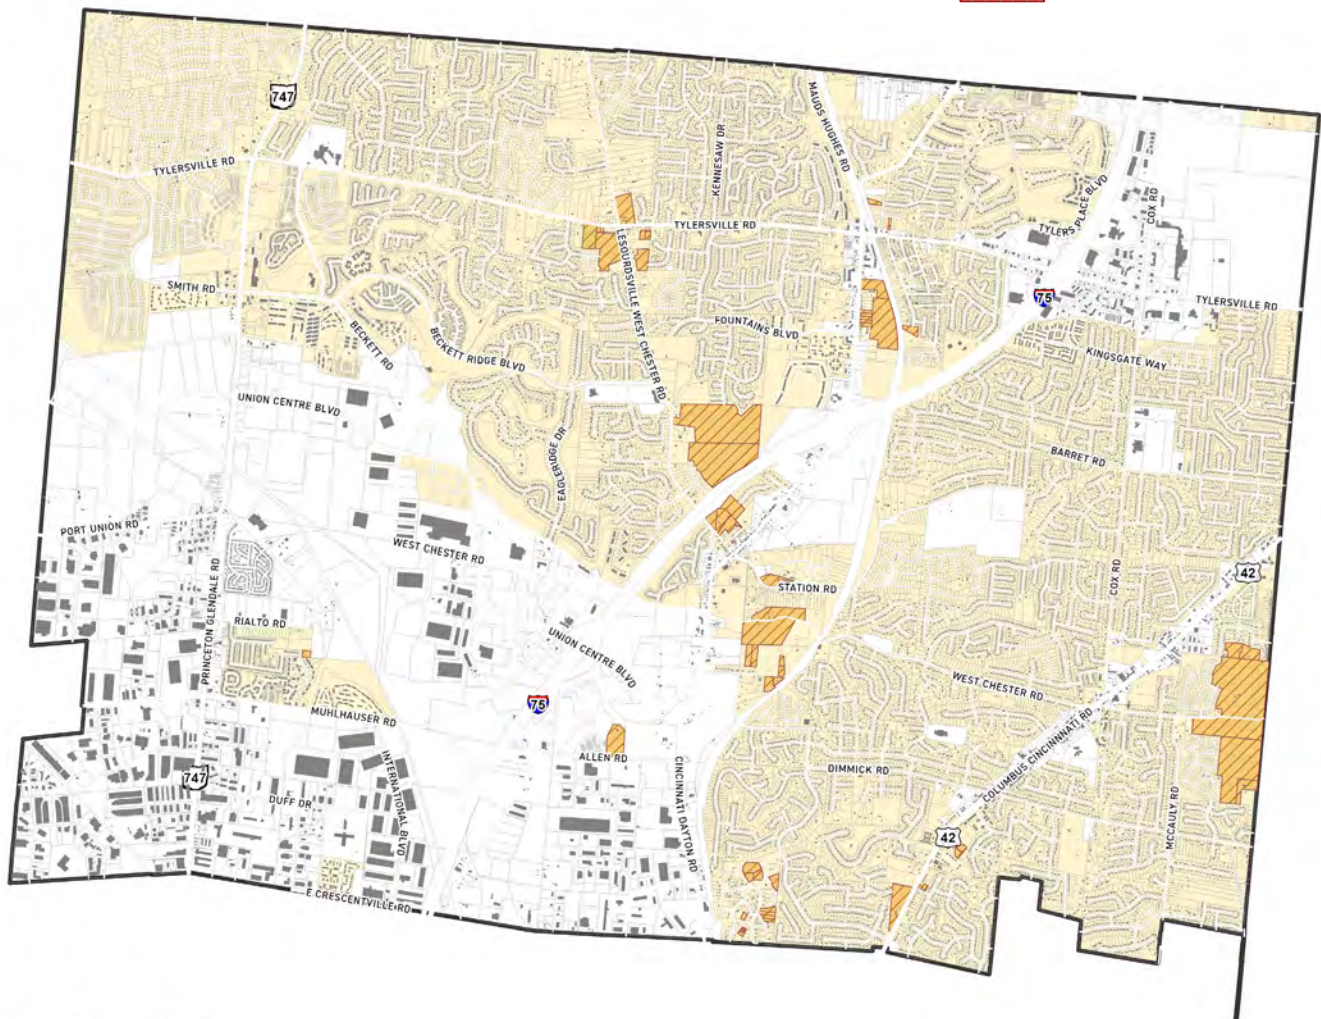 747
MAUDS HUGHES RD
KENNESAW DR
TYLERSVILLE RD
TYLERS PLACE BLVD
COX RD
TYLERSVILLE RD
LESOURDSVILLE WEST CHESTER RD
SMITH RD
75
TYLERSVILLE RD
FOUNTAINS BLVD
BECKETT RD
BECKETT RIDGE BLVD
KINGSGATE WAY
UNION CENTRE BLVD
EAGLERIDGE DR
BARRET RD
PORT UNION RD
WEST CHESTER RD
PRINCETON GLENDALE RD
STATION RD
COX RD
42
RIALTO RD
UNION CENTRE BLVD
WEST CHESTER RD
75
MUHLHAUSER RD
COLUMBUS CINCINNNATI RD
ALLEN RD
DIMMICK RD
747
DUFF DR
INTERNATIONAL BLVD
CINCINNATI DAYTON RD
MCCAULY RD
42
E CRESCENTVILLE RD